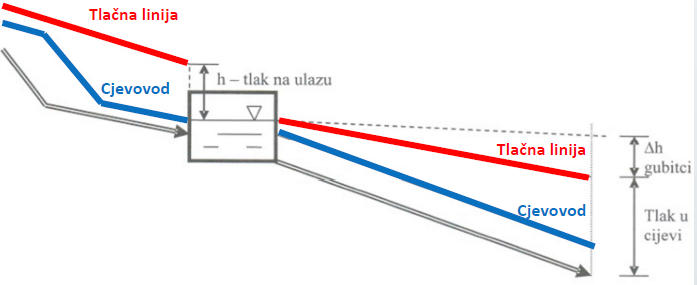 Tlačna linija
h – tlak na ulazu
Cjevovod
Tlačna linija
Δh
gubitci
Cjevovod
Tlak u
cijevi